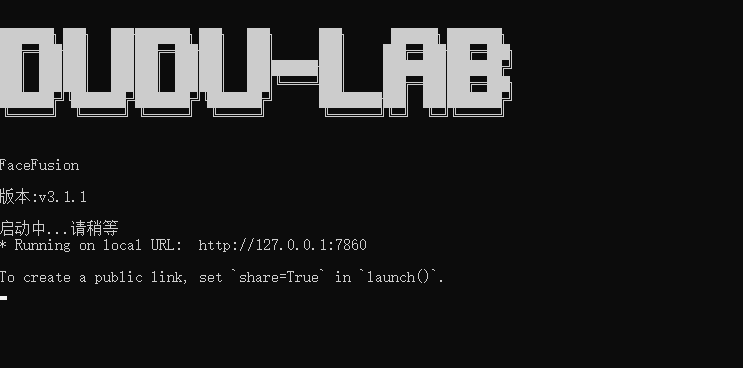 DUDU-LAB
FaceFusion
版本:v3.1.1
启动中...请稍等
* Running on local URL:  http://127.0.0.1:7860
To create a public link, set `share=True` in `launch()`.